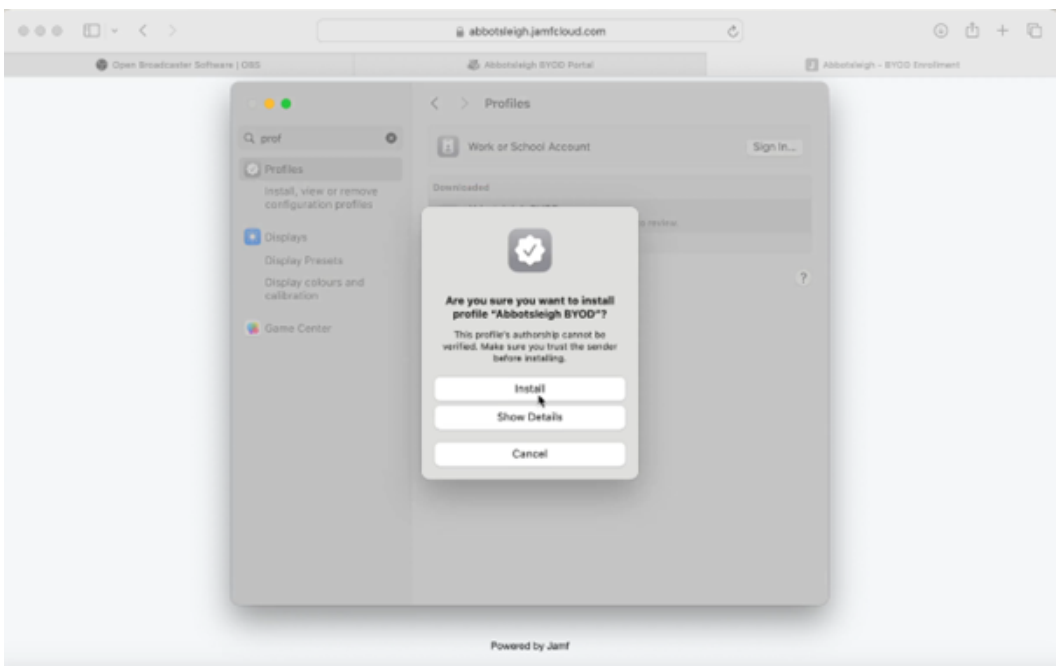 abbotsleigh.jamfcloud.com
Open Broadcaster Software | OBS
Abbotsleigh BYOD Portal
Abbotsleigh - BYOD Enrollment
Profiles
prof
Work or School Account
Sign In...
Profiles
Install, view or remove
configuration profiles
Downloaded
review.
Displays
Display Presets
Display colours and
calibration
?
Game Center
Are you sure you want to install
profile “Abbotsleigh BYOD”?
This profile's authorship cannot be
verified. Make sure you trust the sender
before installing.
Install
Show Details
Cancel
Powered by Jamf